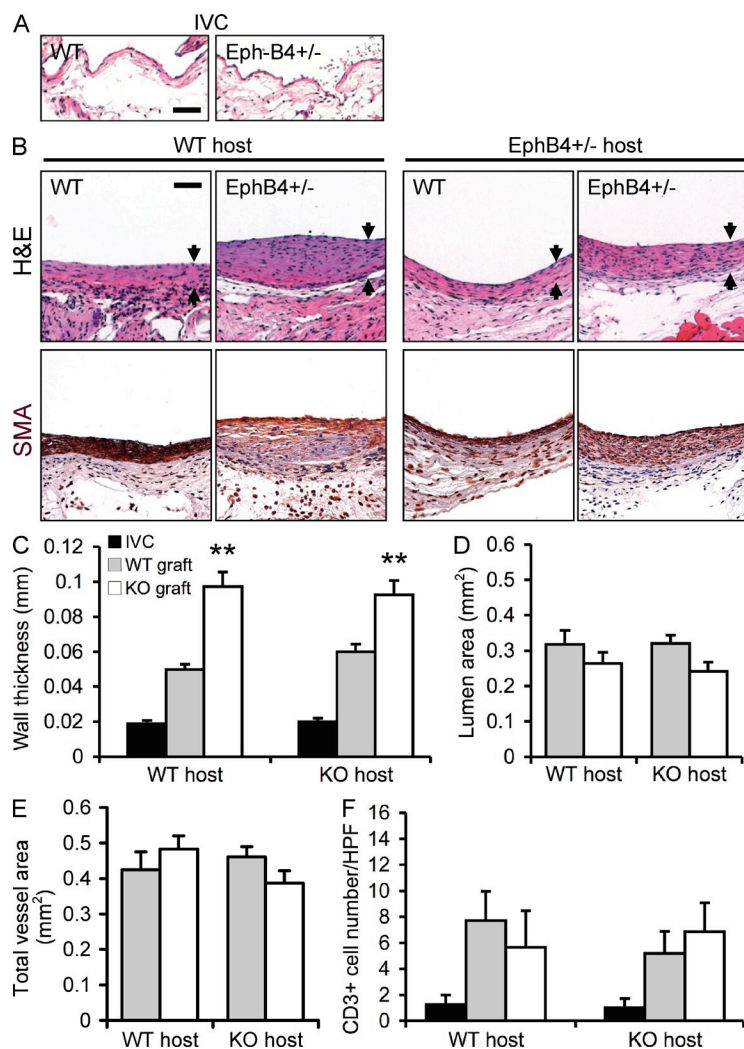 A
IVC
WT
Eph-B4+/-
B
WT host
EphB4+/- host
H&E
WT
EphB4+/-
WT
EphB4+/-
SMA
C
Wall thickness (mm)
0.12
0.1
0.08
0.06
0.04
0.02
0
IVC
WT graft
KO graft
**
**
WT host
KO host
D
Lumen area (mm²)
0.6
0.5
0.4
0.3
0.2
0.1
0
WT host
KO host
E
Total vessel area
(mm²)
0.6
0.5
0.4
0.3
0.2
0.1
0
WT host
KO host
F
CD3+ cell number/HPF
16
14
12
10
8
6
4
2
0
WT host
KO host